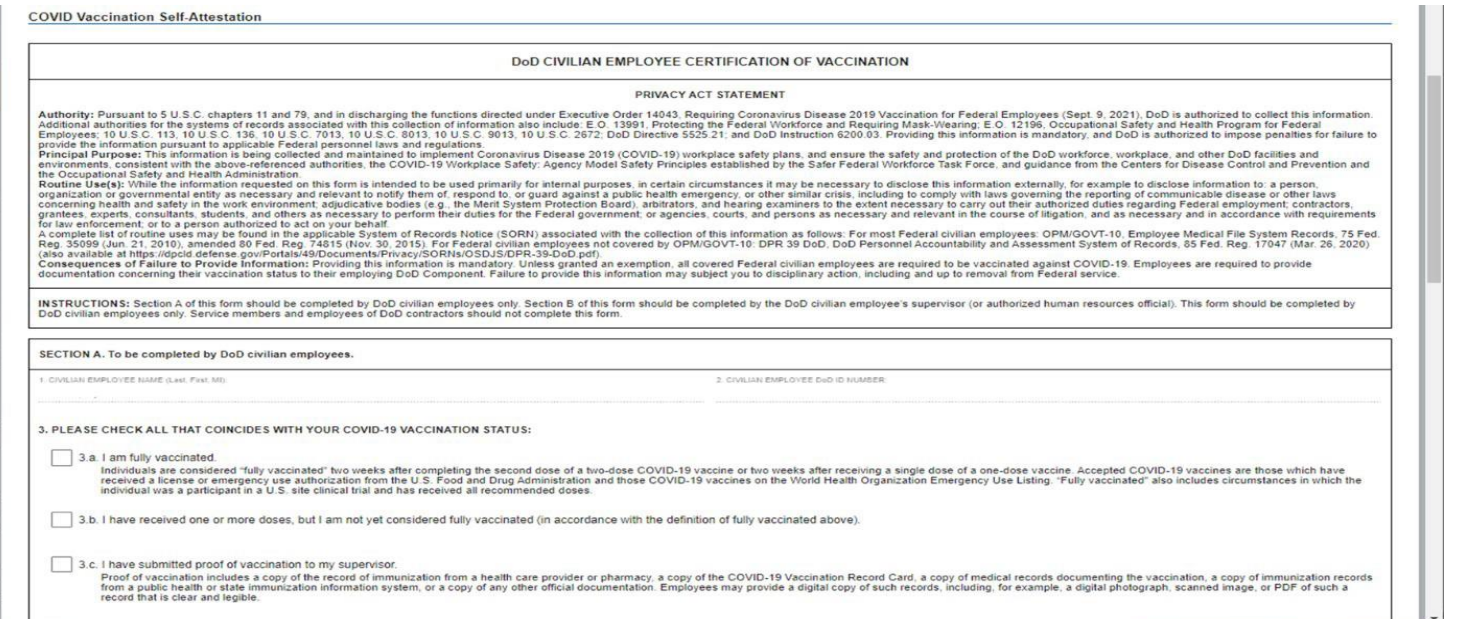 COVID Vaccination Self-Attestation
DoD CIVILIAN EMPLOYEE CERTIFICATION OF VACCINATION
PRIVACY ACT STATEMENT
Authority: Pursuant to 5 U.S.C. chapters 11 and 79, and in discharging the functions directed under Executive Order 14043, Requiring Coronavirus Disease 2019 Vaccination for Federal Employees (Sept. 9, 2021), DoD is authorized to collect this information.
Additional authorities for the systems of records associated with this collection of information also include: E.O. 13991, Protecting the Federal Workforce and Requiring Mask-Wearing; E.O. 12196, Occupational Safety and Health Program for Federal
Employees; 10 U.S.C. 113, 10 U.S.C. 136, 10 U.S.C. 7013, 10 U.S.C. 8013, 10 U.S.C. 9013, 10 U.S.C. 2672; DoD Directive 5525.21; and DoD Instruction 6200.03. Providing this information is mandatory, and DoD is authorized to impose penalties for failure to
provide the information pursuant to applicable Federal personnel laws and regulations.
Principal Purpose: This information is being collected and maintained to implement Coronavirus Disease 2019 (COVID-19) workplace safety plans, and ensure the safety and protection of the DoD workforce, workplace, and other DoD facilities and
environments, consistent with the above-referenced authorities, the COVID-19 Workplace Safety: Agency Model Safety Principles established by the Safer Federal Workforce Task Force, and guidance from the Centers for Disease Control and Prevention and
the Occupational Safety and Health Administration.
Routine Use(s): While the information requested on this form is intended to be used primarily for internal purposes, in certain circumstances it may be necessary to disclose this information externally, for example to disclose information to: a person,
organization or governmental entity as necessary and relevant to notify them of, respond to, or guard against a public health emergency, or other similar crisis, including to comply with laws governing the reporting of communicable disease or other laws
concerning health and safety in the work environment; adjudicative bodies (e.g., the Merit System Protection Board), arbitrators, and hearing examiners to the extent necessary to carry out their authorized duties regarding Federal employment; contractors,
grantees, experts, consultants, students, and others as necessary to perform their duties for the Federal government; or agencies, courts, and persons as necessary and relevant in the course of litigation, and as necessary and in accordance with requirements
for law enforcement; or to a person authorized to act on your behalf.
A complete list of routine uses may be found in the applicable System of Records Notice (SORN) associated with the collection of this information as follows: For most Federal civilian employees: OPM/GOVT-10, Employee Medical File System Records, 75 Fed.
Reg. 35099 (Jun. 21, 2010), amended 80 Fed. Reg. 74815 (Nov. 30, 2015). For Federal civilian employees not covered by OPM/GOVT-10: DPR 39 DoD, DoD Personnel Accountability and Assessment System of Records, 85 Fed. Reg. 17047 (Mar. 26, 2020)
(also available at https://dpcld.defense.gov/Portals/49/Documents/Privacy/SORNs/OSDJS/DPR-39-DoD.pdf).
Consequences of Failure to Provide Information: Providing this information is mandatory. Unless granted an exemption, all covered Federal civilian employees are required to be vaccinated against COVID-19. Employees are required to provide
documentation concerning their vaccination status to their employing DoD Component. Failure to provide this information may subject you to disciplinary action, including and up to removal from Federal service.
INSTRUCTIONS: Section A of this form should be completed by DoD civilian employees only. Section B of this form should be completed by the DoD civilian employee's supervisor (or authorized human resources official). This form should be completed by
DoD civilian employees only. Service members and employees of DoD contractors should not complete this form.
SECTION A. To be completed by DoD civilian employees.
1. CIVILIAN EMPLOYEE NAME (Last, First, MI):
2. CIVILIAN EMPLOYEE DoD ID NUMBER:
3. PLEASE CHECK ALL THAT COINCIDES WITH YOUR COVID-19 VACCINATION STATUS:
3.a. I am fully vaccinated.
Individuals are considered "fully vaccinated" two weeks after completing the second dose of a two-dose COVID-19 vaccine or two weeks after receiving a single dose of a one-dose vaccine. Accepted COVID-19 vaccines are those which have
received a license or emergency use authorization from the U.S. Food and Drug Administration and those COVID-19 vaccines on the World Health Organization Emergency Use Listing. "Fully vaccinated" also includes circumstances in which the
individual was a participant in a U.S. site clinical trial and has received all recommended doses.
3.b. I have received one or more doses, but I am not yet considered fully vaccinated (in accordance with the definition of fully vaccinated above).
3.c. I have submitted proof of vaccination to my supervisor.
Proof of vaccination includes a copy of the record of immunization from a health care provider or pharmacy, a copy of the COVID-19 Vaccination Record Card, a copy of medical records documenting the vaccination, a copy of immunization records
from a public health or state immunization information system, or a copy of any other official documentation. Employees may provide a digital copy of such records, including, for example, a digital photograph, scanned image, or PDF of such a
record that is clear and legible.